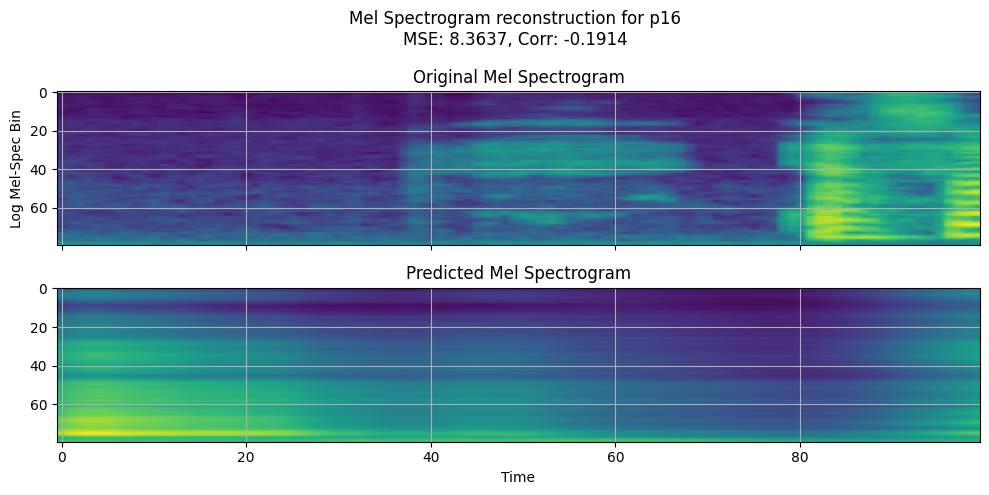 Mel Spectrogram reconstruction for p16
MSE: 8.3637, Corr: -0.1914
Original Mel Spectrogram
Log Mel-Spec Bin
0
20
40
60
Predicted Mel Spectrogram
0
20
40
60
0 20 40 60 80
Time